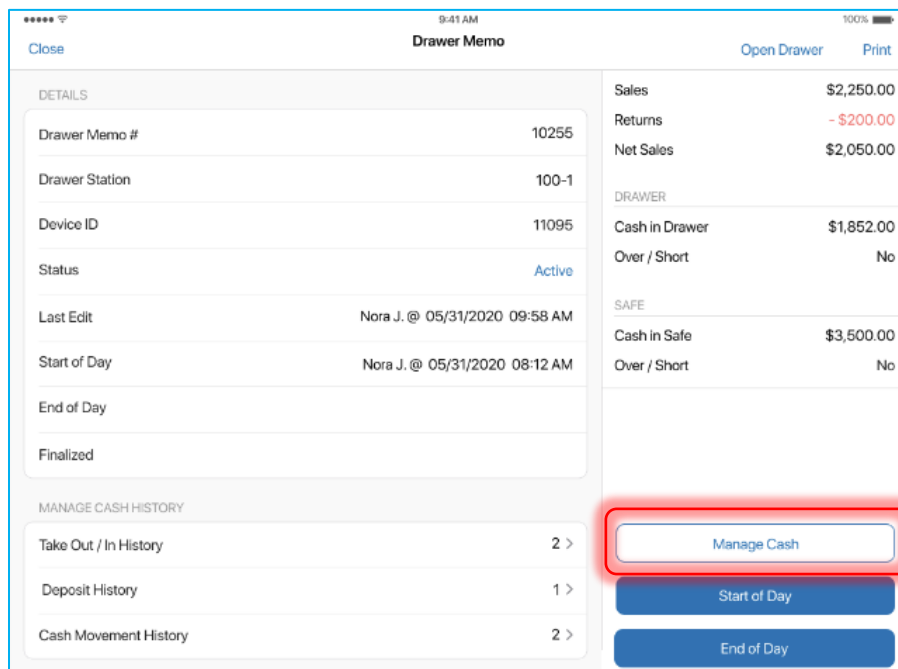 9:41 AM
100%
Close
Drawer Memo
Open Drawer
Print
DETAILS
Drawer Memo # 10255
Drawer Station 100-1
Device ID 11095
Status Active
Last Edit Nora J. @ 05/31/2020 09:58 AM
Start of Day Nora J. @ 05/31/2020 08:12 AM
End of Day
Finalized
MANAGE CASH HISTORY
Take Out / In History 2 >
Deposit History 1 >
Cash Movement History 2 >
Sales $2,250.00
Returns - $200.00
Net Sales $2,050.00
DRAWER
Cash in Drawer $1,852.00
Over / Short No
SAFE
Cash in Safe $3,500.00
Over / Short No
Manage Cash
Start of Day
End of Day